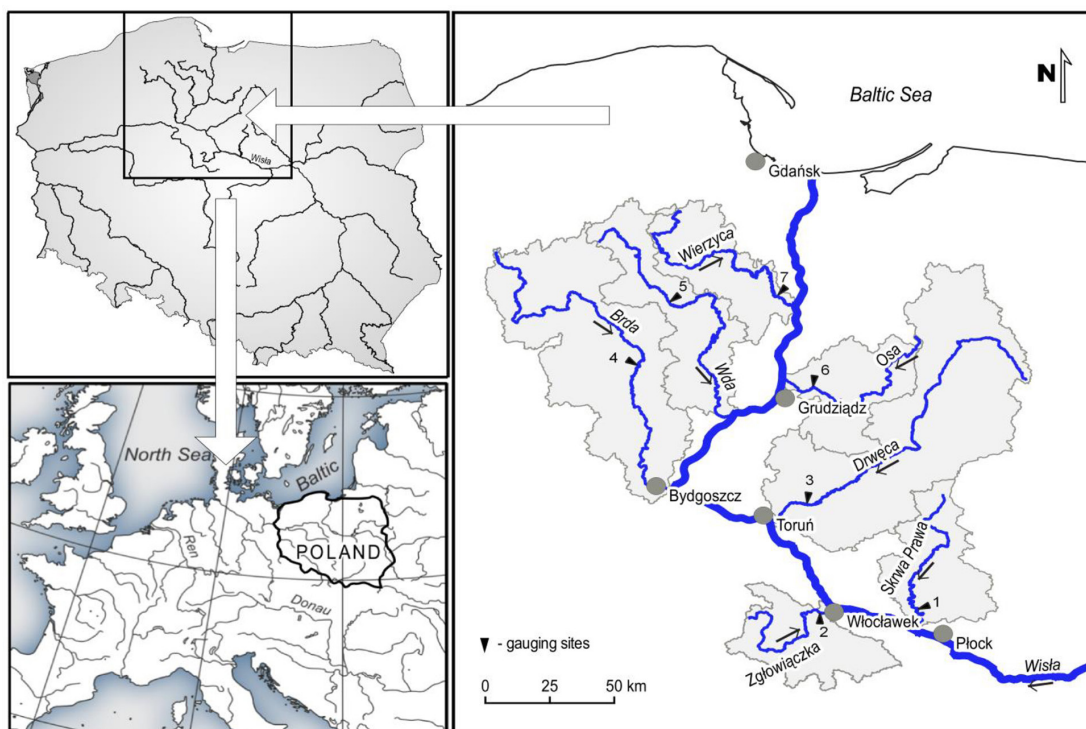 Wisła
North Sea
Baltic
Ren
POLAND
Donau
N
Baltic Sea
Gdańsk
Wierzyca
7
5
Brda
4
Wda
Osa
6
Grudziądz
Drwęca
3
Bydgoszcz
Toruń
Skrwa Prawa
1
Włocławek
2
Płock
Zgłowiączka
Wisła
- gauging sites
0 25 50 km